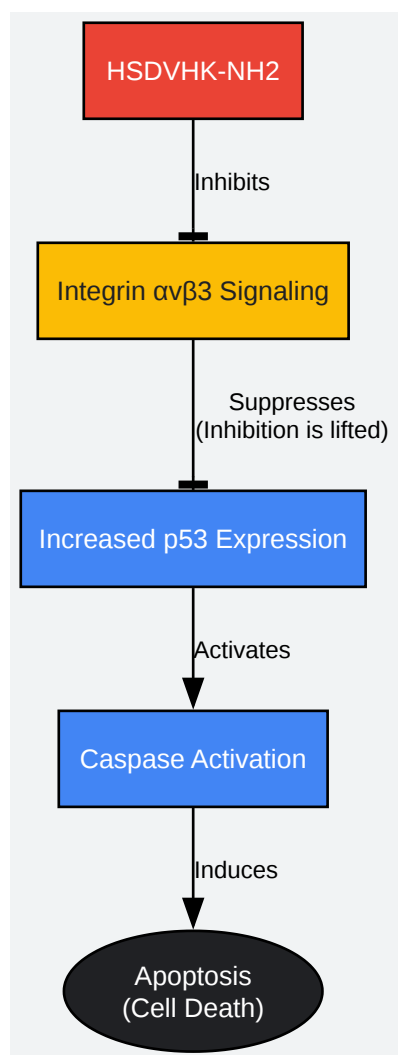 HSDVHK-NH2
Inhibits
Integrin αvβ3 Signaling
Suppresses
(Inhibition is lifted)
Increased p53 Expression
Activates
Caspase Activation
Induces
Apoptosis
(Cell Death)